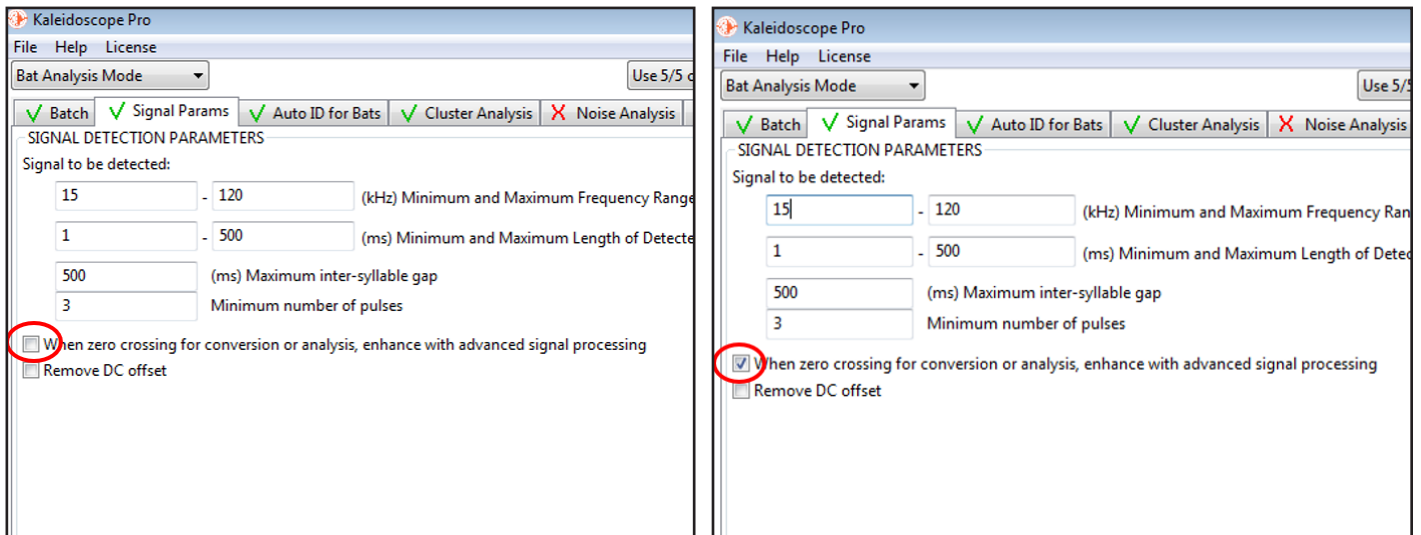 Kaleidoscope Pro
File Help License
Bat Analysis Mode
Use 5/5
Batch Signal Params Auto ID for Bats Cluster Analysis Noise Analysis
SIGNAL DETECTION PARAMETERS
Signal to be detected:
15 - 120 (kHz) Minimum and Maximum Frequency Range
1 - 500 (ms) Minimum and Maximum Length of Detecte
500 (ms) Maximum inter-syllable gap
3 Minimum number of pulses
When zero crossing for conversion or analysis, enhance with advanced signal processing
Remove DC offset
Kaleidoscope Pro
File Help License
Bat Analysis Mode
Use 5/5
Batch Signal Params Auto ID for Bats Cluster Analysis Noise Analysis
SIGNAL DETECTION PARAMETERS
Signal to be detected:
15 - 120 (kHz) Minimum and Maximum Frequency Ran
1 - 500 (ms) Minimum and Maximum Length of Detec
500 (ms) Maximum inter-syllable gap
3 Minimum number of pulses
When zero crossing for conversion or analysis, enhance with advanced signal processing
Remove DC offset